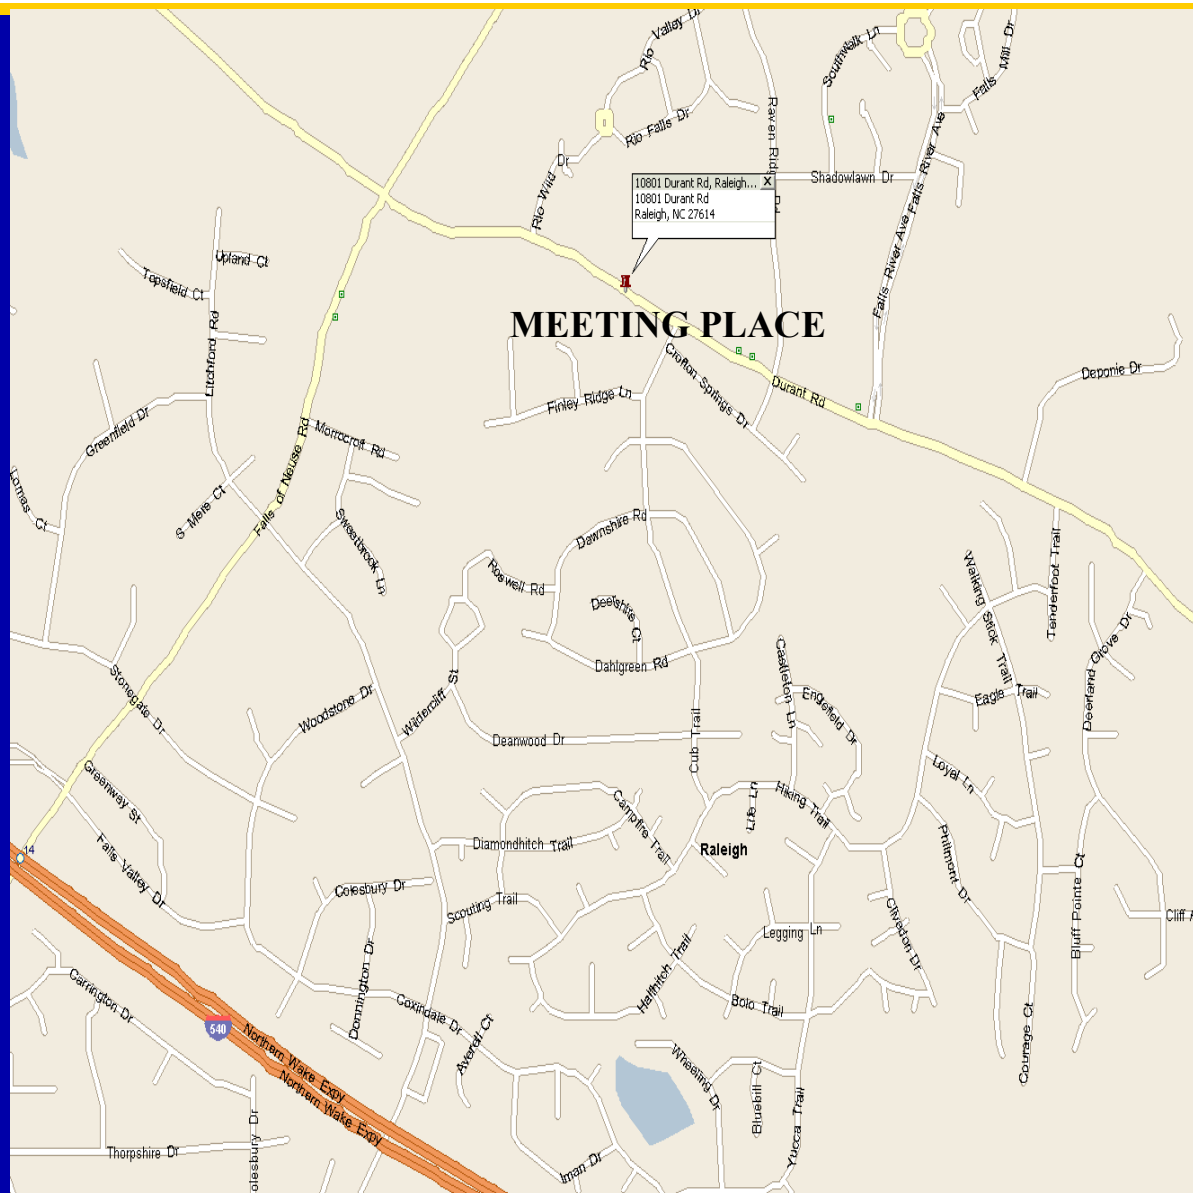 Rio Valley Dr
Southwalk Ln
Falls Mill Dr
Raven Ridge Rd
Rio Falls Dr
Falls River Ave
Rio Wild Dr
Shadowlawn Dr
10801 Durant Rd, Raleigh... X
10801 Durant Rd
Raleigh, NC 27614
Falls River Ave
Upland Ct
Topsfield Ct
MEETING PLACE
Litchford Rd
Crofton Springs Dr
Deponie Dr
Durant Rd
Finley Ridge Ln
Greenfield Dr
Morrocroft Rd
Falls of Neuse Rd
Lomas Ct
S Mere Ct
Sweetbrook Ln
Dawnshire Rd
Roswell Rd
Deershire Ct
Dahlgreen Rd
Walking Stick Trail
Tenderfoot Trail
Deerland Grove Dr
Eagle Trail
Castleton Ln
Englefield Dr
Stonegate Dr
Woodstone Dr
Wildercliff St
Deanwood Dr
Cub Trail
Greenway St
Falls Valley Dr
Loyal Ln
Hiking Trail
Life Ln
Campfire Trail
Diamondhitch Trail
Raleigh
14
Philmont Dr
Colesbury Dr
Scouting Trail
Bluff Pointe Ct
Clivedon Dr
Cliff A
Legging Ln
Halfhitch Trail
Donnington Dr
Carrington Dr
Coxindale Dr
Bolo Trail
Averell Ct
Courage Ct
540
Northern Wake Expy
Northern Wake Expy
Wheeling Dr
Bluebill Ct
Yucca Trail
Thorpshire Dr
olesbury Dr
Iman Dr